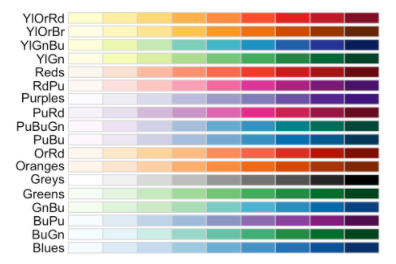 YlOrRd
YlOrBr
YlGnBu
YlGn
Reds
RdPu
Purples
PuRd
PuBuGn
PuBu
OrRd
Oranges
Greys
Greens
GnBu
BuPu
BuGn
Blues